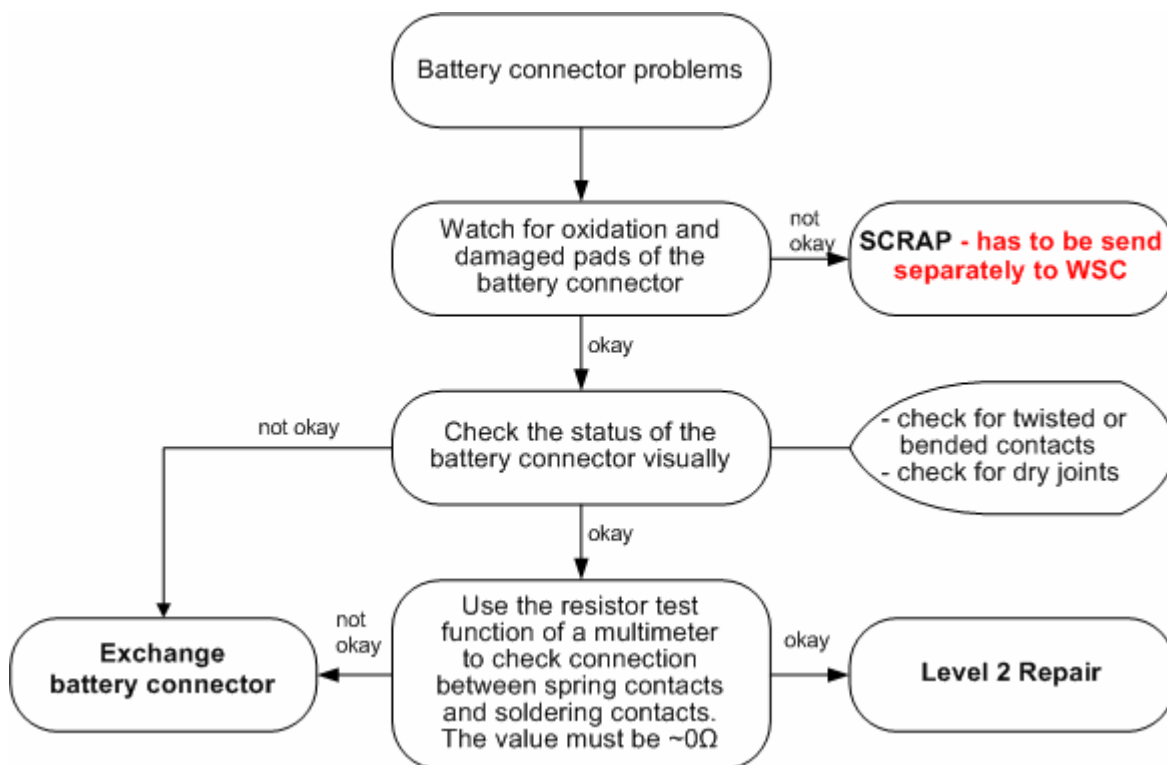 Battery connector problems
Watch for oxidation and
damaged pads of the
battery connector
not
okay
SCRAP - has to be send
separately to WSC
okay
Check the status of the
battery connector visually
not okay
- check for twisted or
bended contacts
- check for dry joints
okay
Use the resistor test
function of a multimeter
to check connection
between spring contacts
and soldering contacts.
The value must be ~0Ω
not
okay
Exchange
battery connector
okay
Level 2 Repair